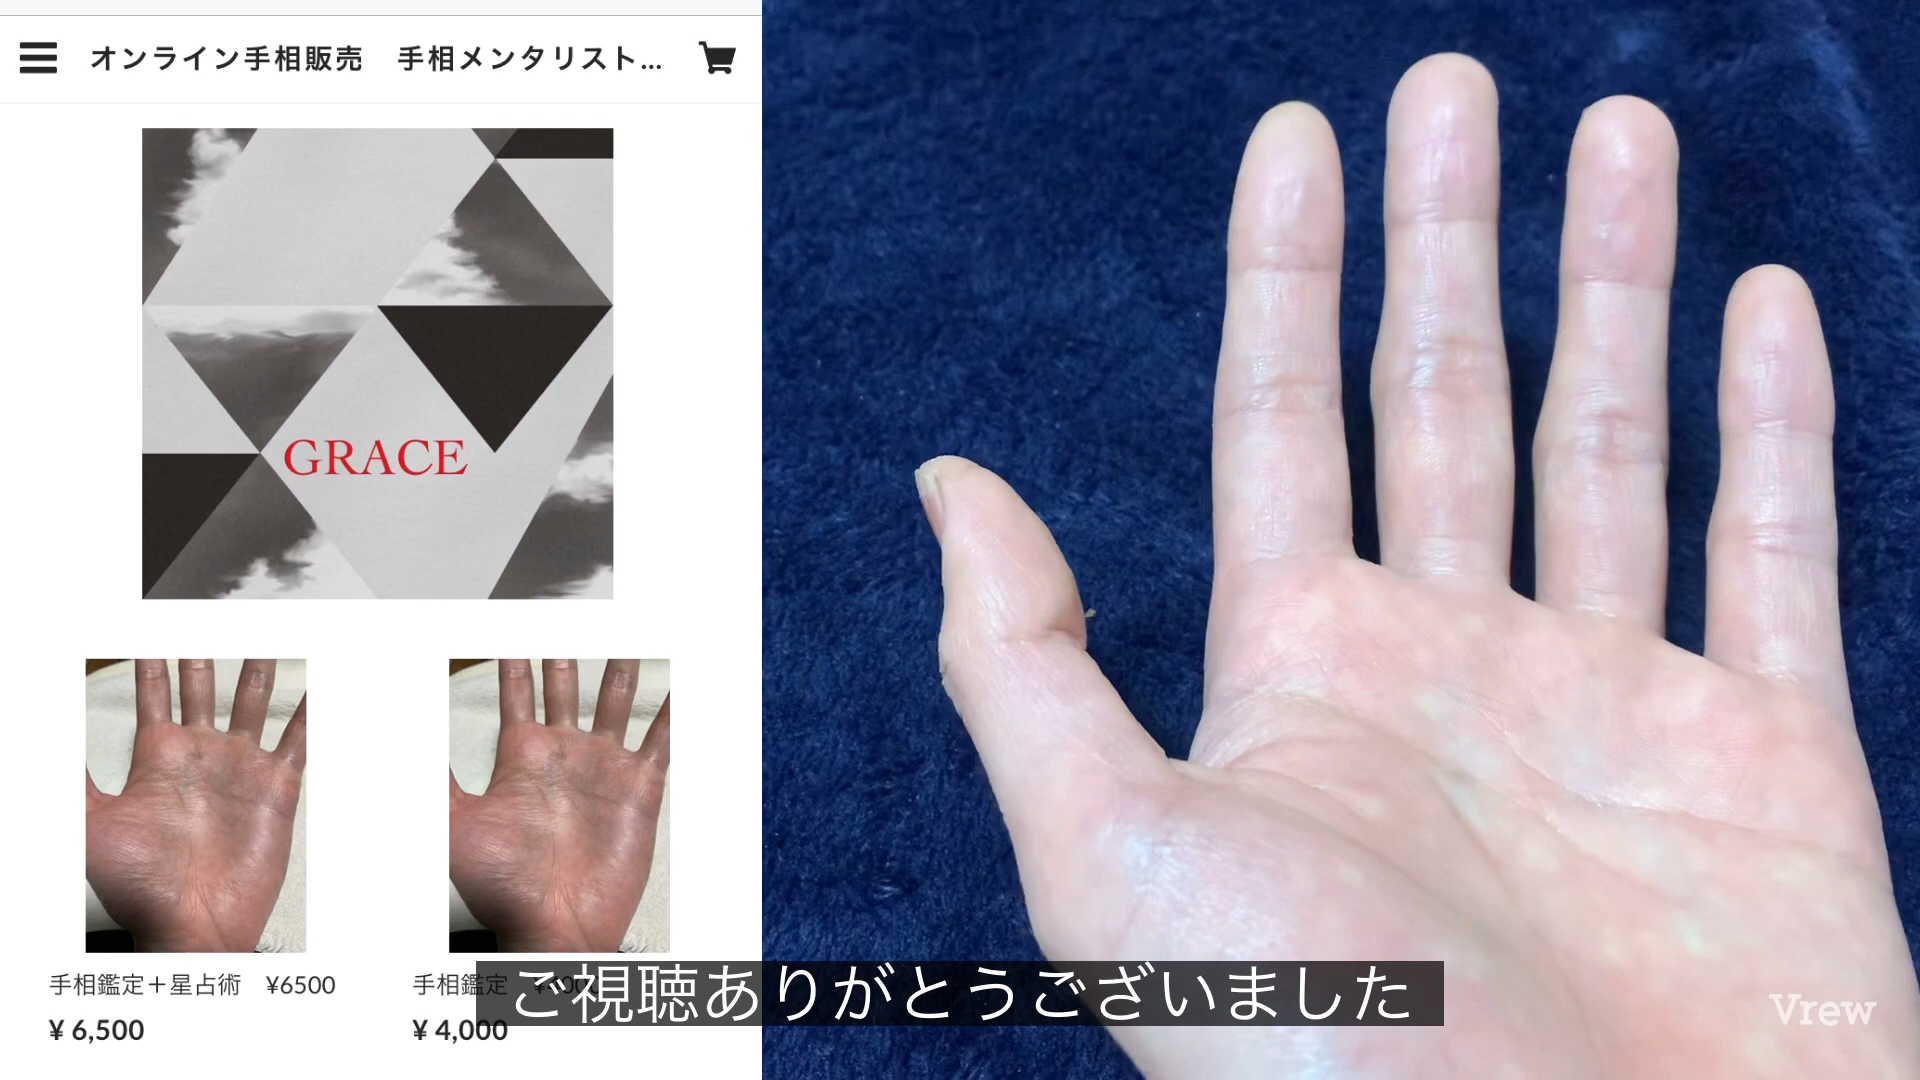 オンライン手相販売　手相メンタリスト...
GRACE
手相鑑定＋星占術　¥6500
¥ 6,500
手相鑑定
¥ 4,000
ご視聴ありがとうございました
Vrew